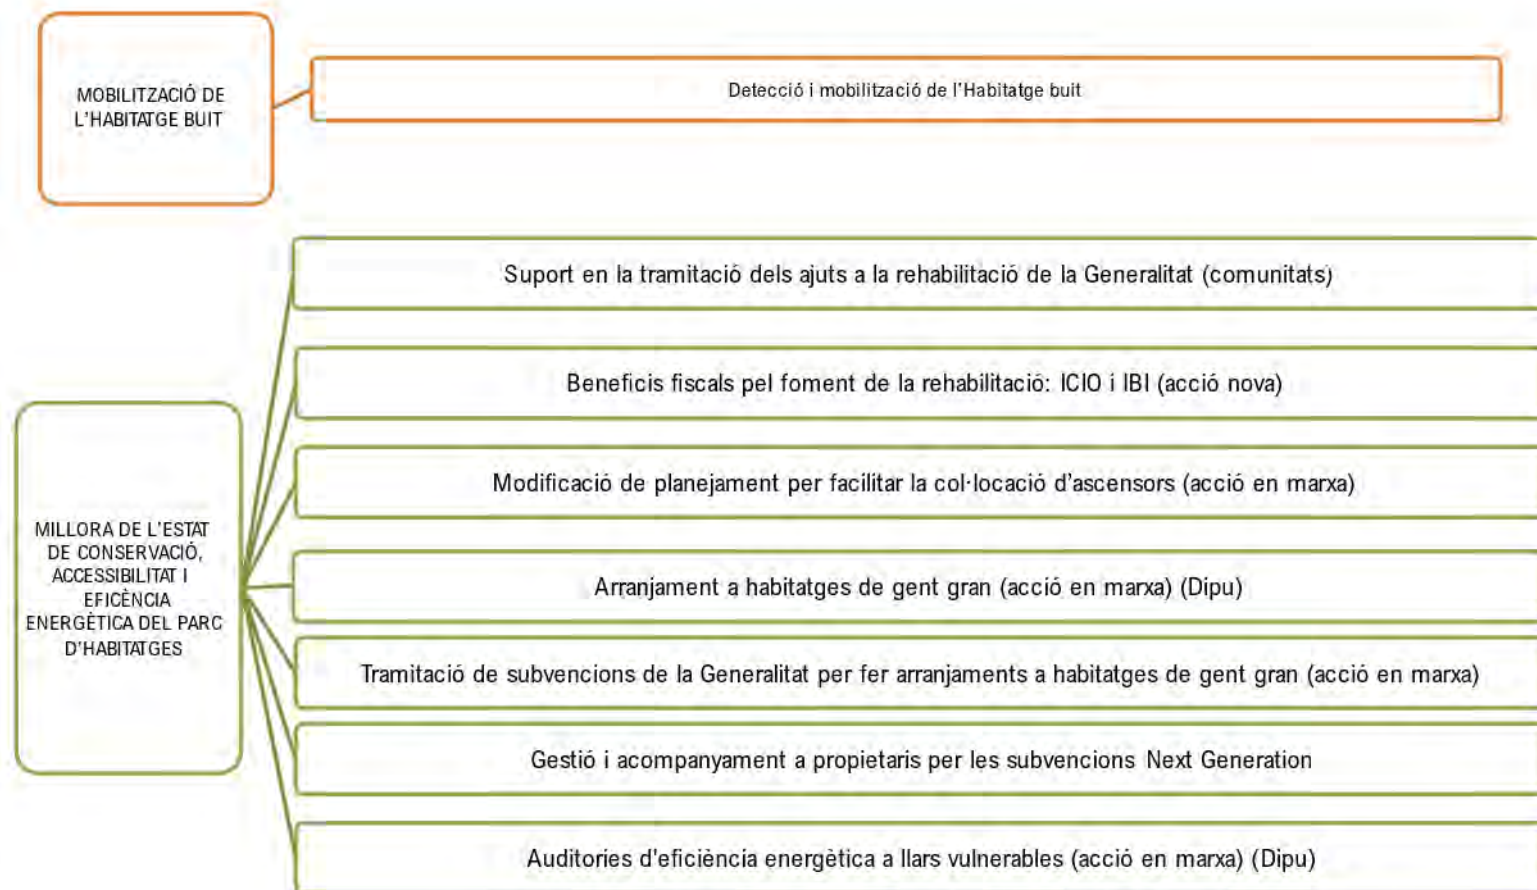 MOBILITZACIÓ DE
L'HABITATGE BUIT
Detecció i mobilització de l'Habitatge buit
MILLORA DE L'ESTAT
DE CONSERVACIÓ,
ACCESSIBILITAT I
EFICÈNCIA
ENERGÈTICA DEL PARC
D'HABITATGES
Suport en la tramitació dels ajuts a la rehabilitació de la Generalitat (comunitats)
Beneficis fiscals pel foment de la rehabilitació: ICIO i IBI (acció nova)
Modificació de planejament per facilitar la col·locació d'ascensors (acció en marxa)
Arranjament a habitatges de gent gran (acció en marxa) (Dipu)
Tramitació de subvencions de la Generalitat per fer arranjaments a habitatges de gent gran (acció en marxa)
Gestió i acompanyament a propietaris per les subvencions Next Generation
Auditories d'eficiència energètica a llars vulnerables (acció en marxa) (Dipu)